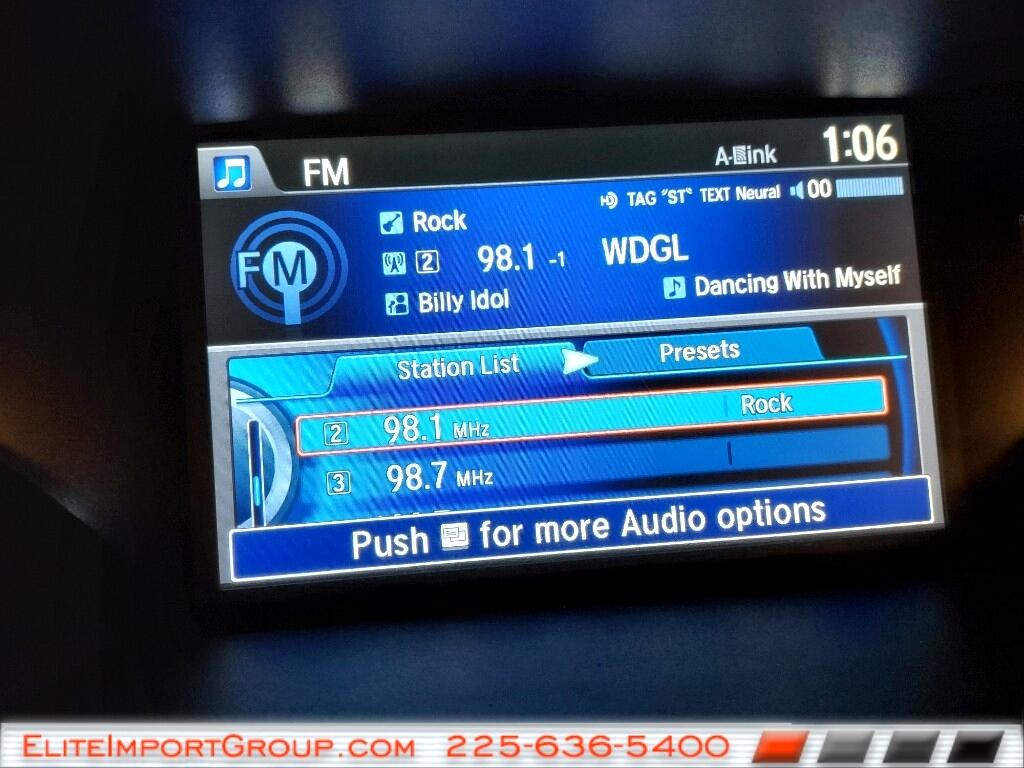 FM
A-Link
1:06
TAG "ST" TEXT Neural 00
FM
Rock
2 98.1 -1 WDGL
Billy Idol
Dancing With Myself
Station List
Presets
2 98.1 MHz Rock
3 98.7 MHz
Push for more Audio options
ELITEIMPORTGROUP.COM 225-636-5400